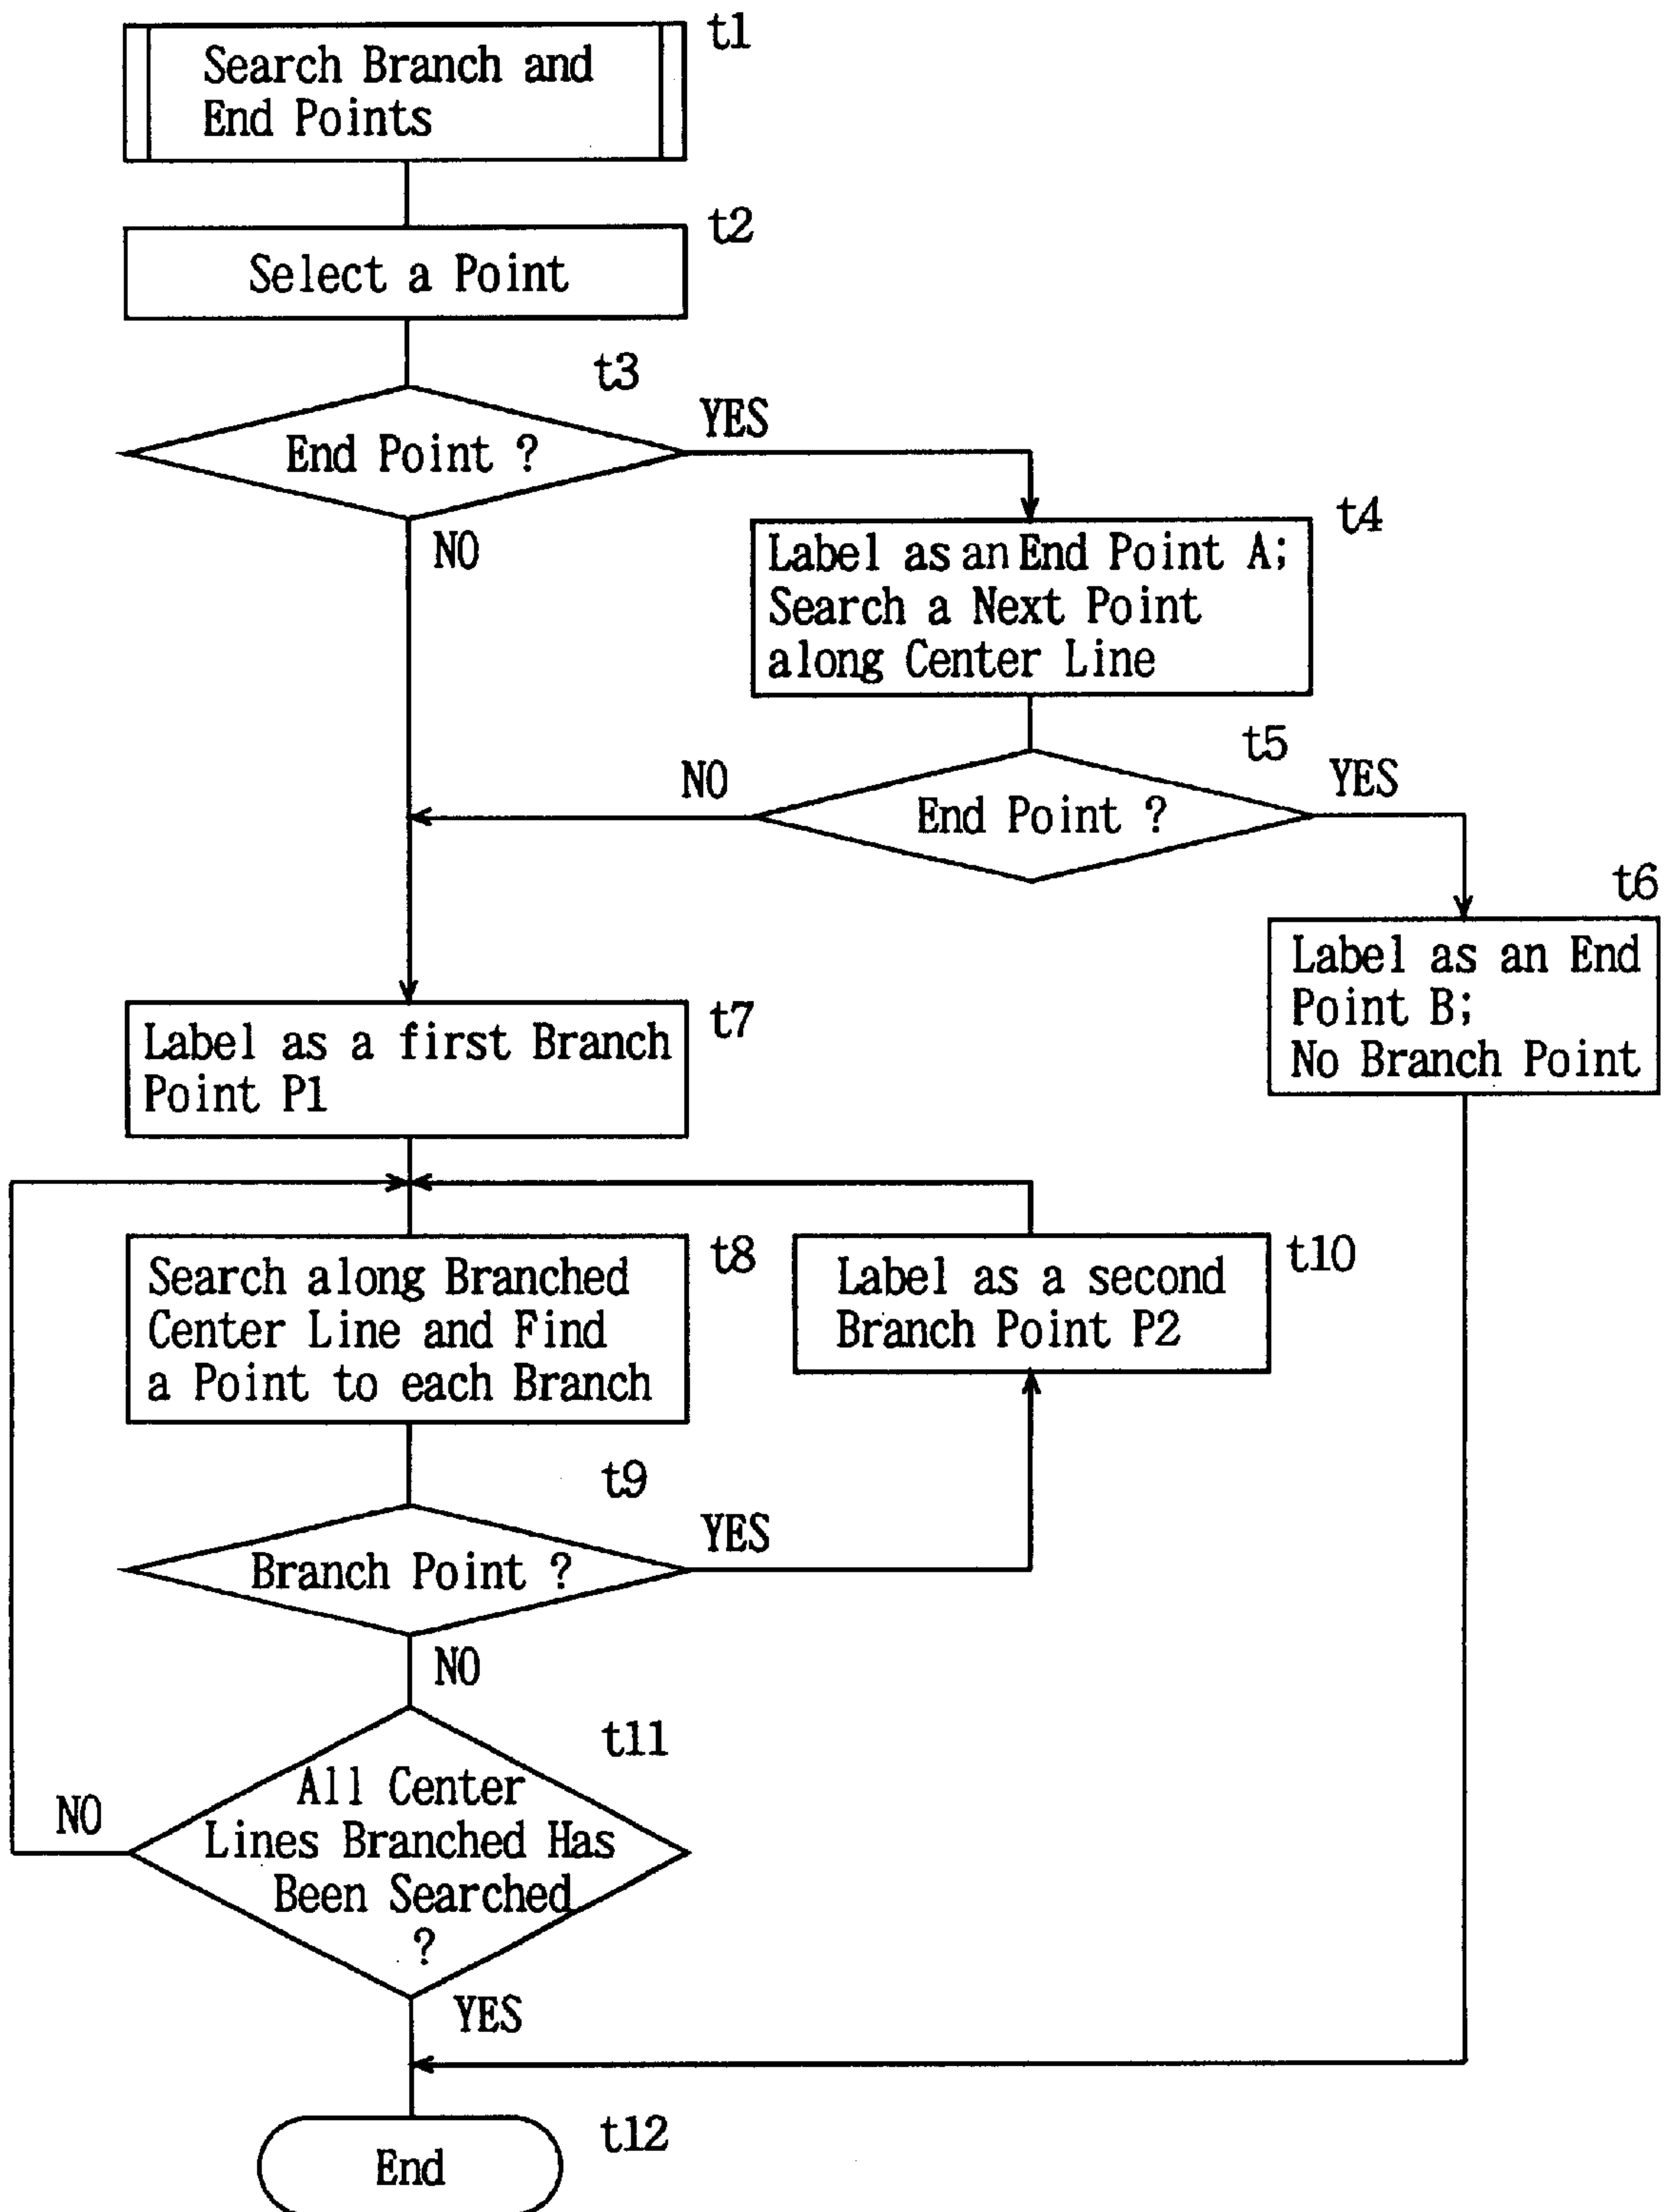 t1
Search Branch and
End Points
t2
Select a Point
t3
End Point ?
YES
NO
t4
Label as an End Point A;
Search a Next Point
along Center Line
t5
End Point ?
NO
YES
t6
Label as an End
Point B;
No Branch Point
t7
Label as a first Branch
Point P1
t8
Search along Branched
Center Line and Find
a Point to each Branch
t10
Label as a second
Branch Point P2
t9
Branch Point ?
YES
NO
t11
All Center
Lines Branched Has
Been Searched
?
NO
YES
t12
End